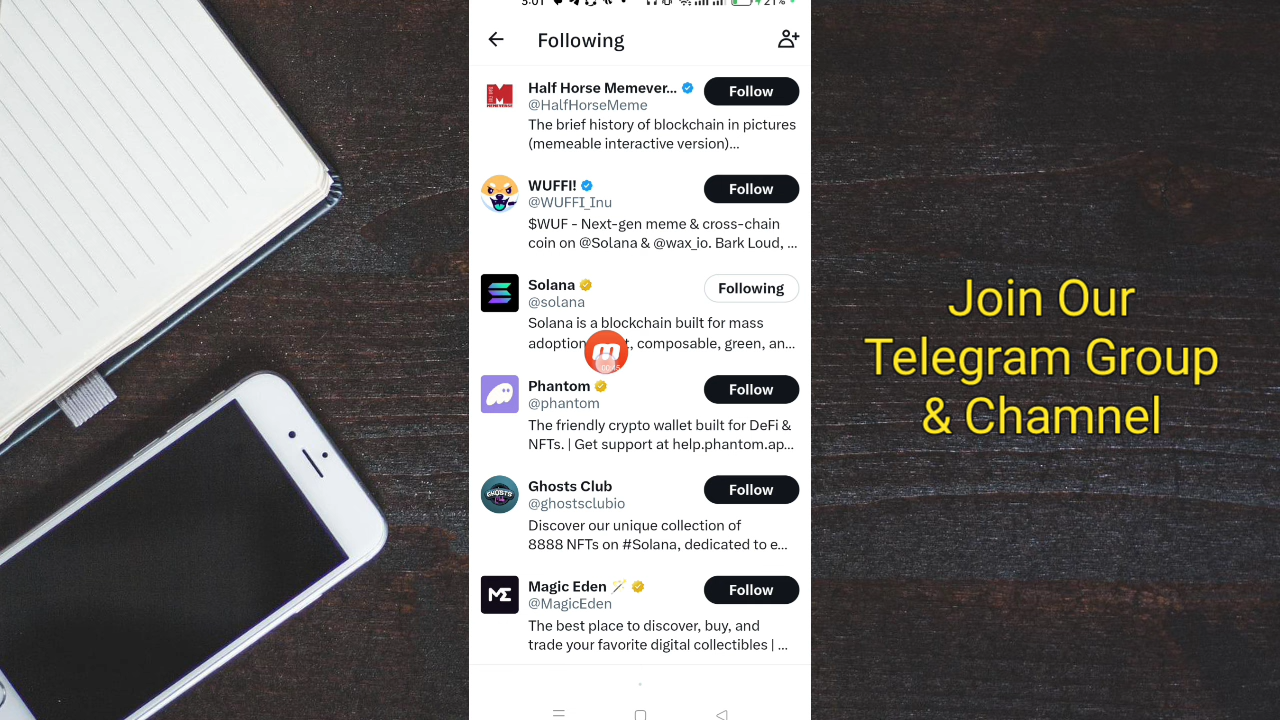 Following
Half Horse Memever...
Follow
@HalfHorseMeme
The brief history of blockchain in pictures
(memeable interactive version)...
WUFFI!
Follow
@WUFFI_Inu
$WUF - Next-gen meme & cross-chain
coin on @Solana & @wax_io. Bark Loud, ...
Solana
Following
@solana
Solana is a blockchain built for mass
adoption, composable, green, an...
Phantom
Follow
@phantom
The friendly crypto wallet built for DeFi &
NFTs. | Get support at help.phantom.ap...
Ghosts Club
Follow
@ghostsclubio
Discover our unique collection of
8888 NFTs on #Solana, dedicated to e...
Magic Eden
Follow
@MagicEden
The best place to discover, buy, and
trade your favorite digital collectibles | ...
Join Our
Telegram Group
& Chamnel